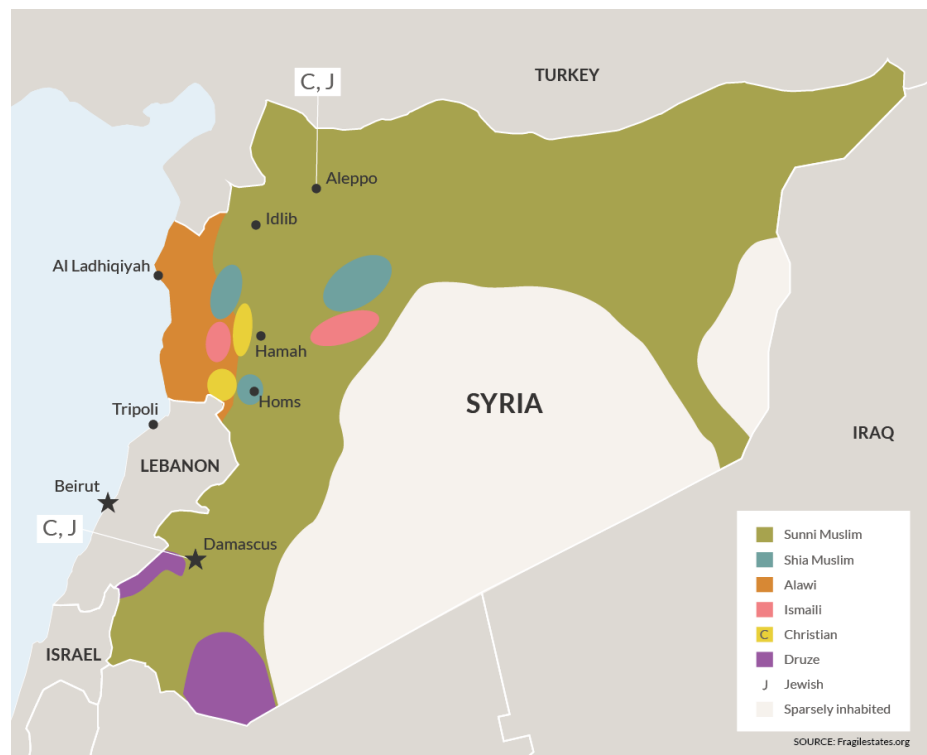 C, J
TURKEY
Aleppo
Idlib
Al Ladhiqiyah
Hamah
Homs
SYRIA
Tripoli
IRAQ
LEBANON
Beirut
C, J
Damascus
ISRAEL
Sunni Muslim
Shia Muslim
Alawi
Ismaili
C Christian
Druze
J Jewish
Sparsely inhabited
SOURCE: Fragilestates.org